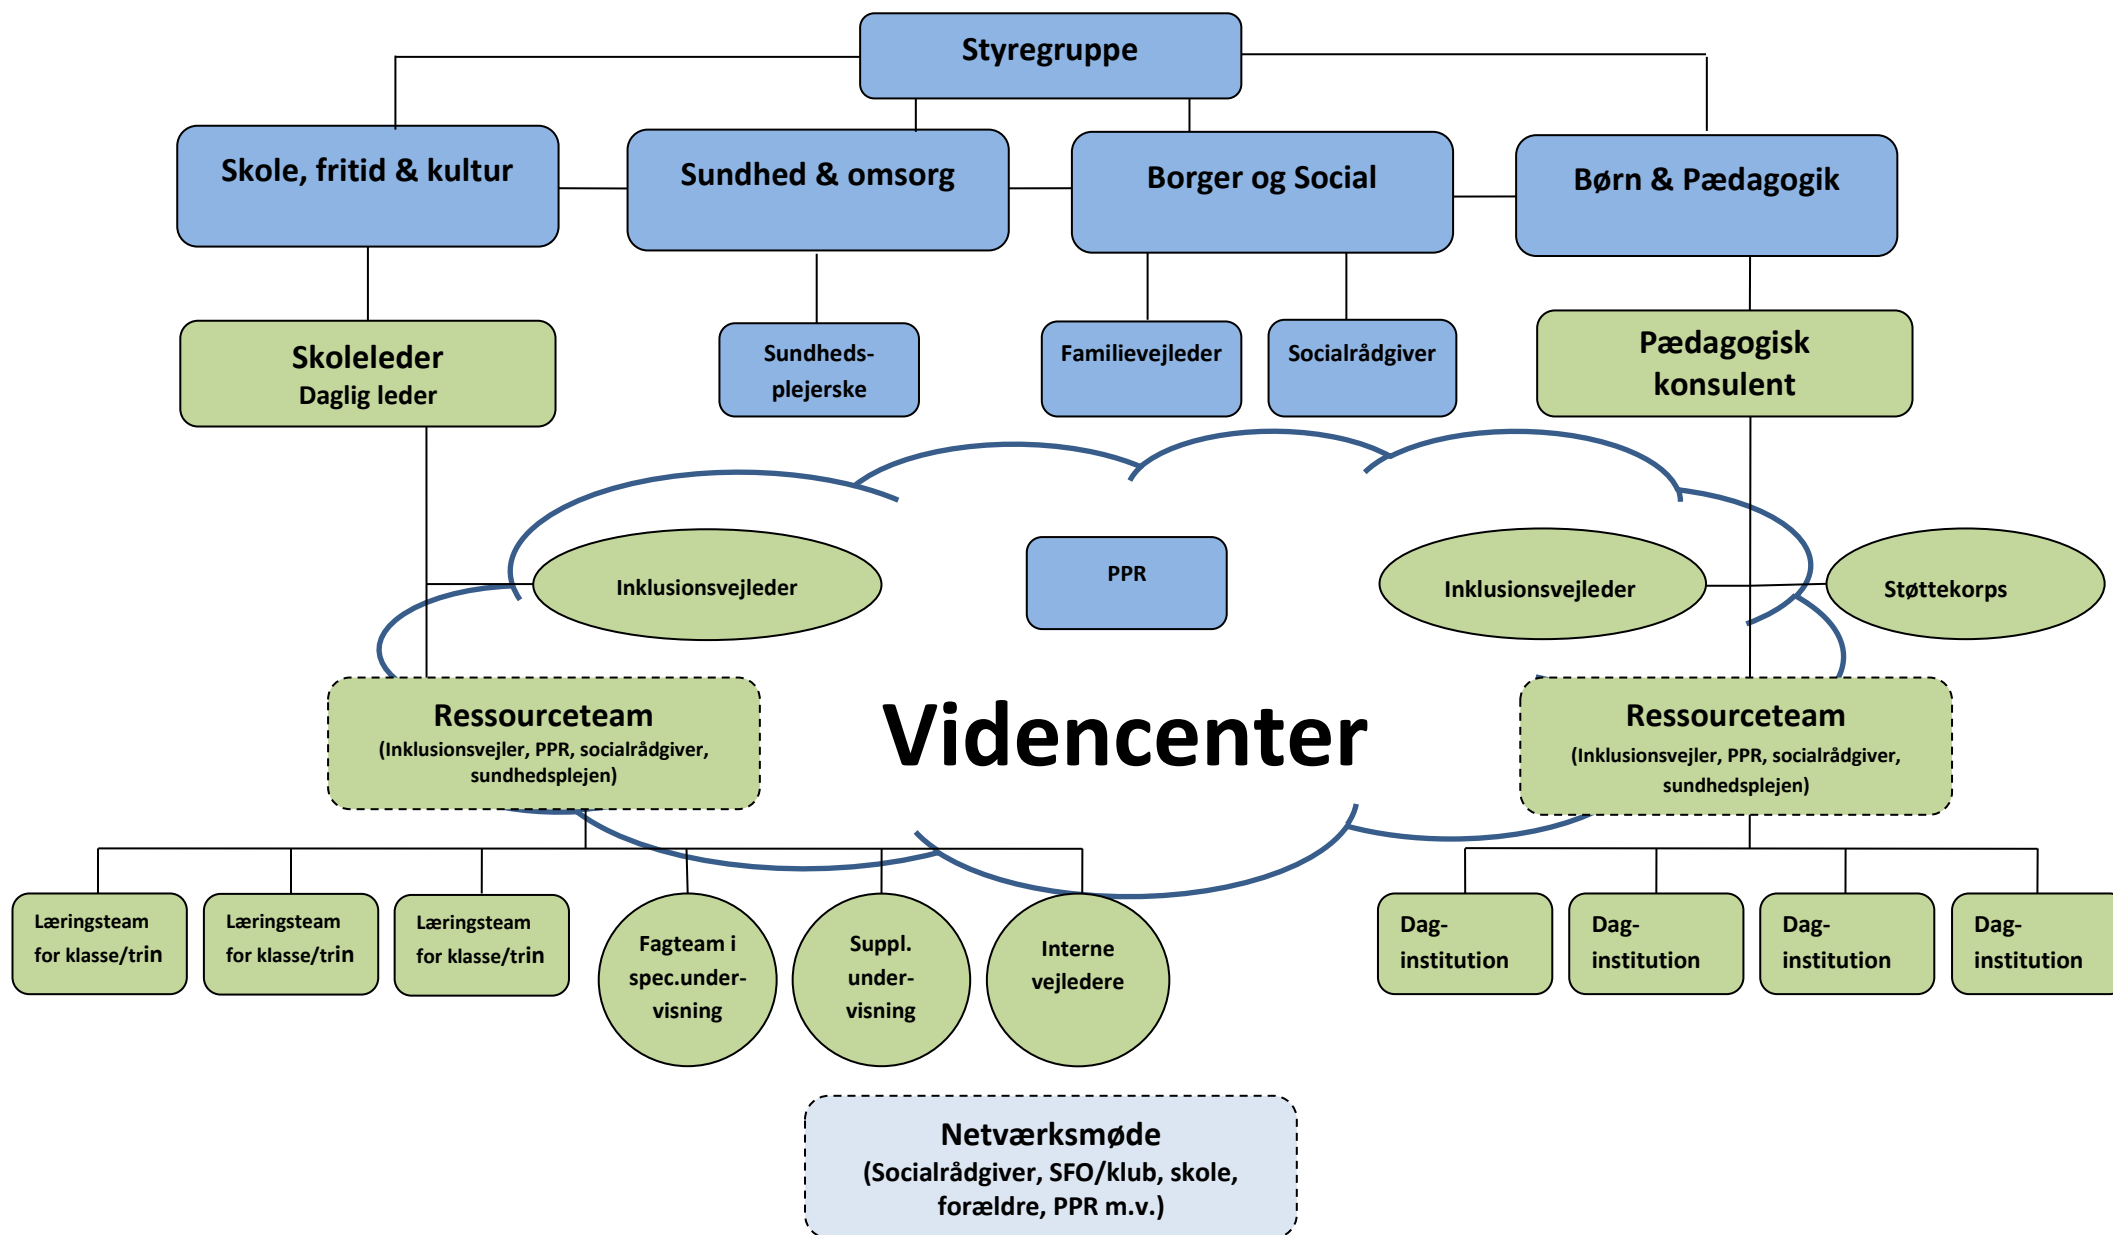 Styregruppe
Skole, fritid & kultur
Sundhed & omsorg
Borger og Social
Børn & Pædagogik
Skoleleder
Daglig leder
Sundheds-
plejerske
Familievejleder
Socialrådgiver
Pædagogisk
konsulent
Inklusionsvejleder
PPR
Inklusionsvejleder
Støttekorps
Ressourceteam
(Inklusionsvejler, PPR, socialrådgiver,
sundhedsplejen)
Videncenter
Ressourceteam
(Inklusionsvejler, PPR, socialrådgiver,
sundhedsplejen)
Læringsteam
for klasse/trin
Læringsteam
for klasse/trin
Læringsteam
for klasse/trin
Fagteam i
spec.under-
visning
Suppl.
under-
visning
Interne
vejledere
Dag-
institution
Dag-
institution
Dag-
institution
Dag-
institution
Netværksmøde
(Socialrådgiver, SFO/klub, skole,
forældre, PPR m.v.)